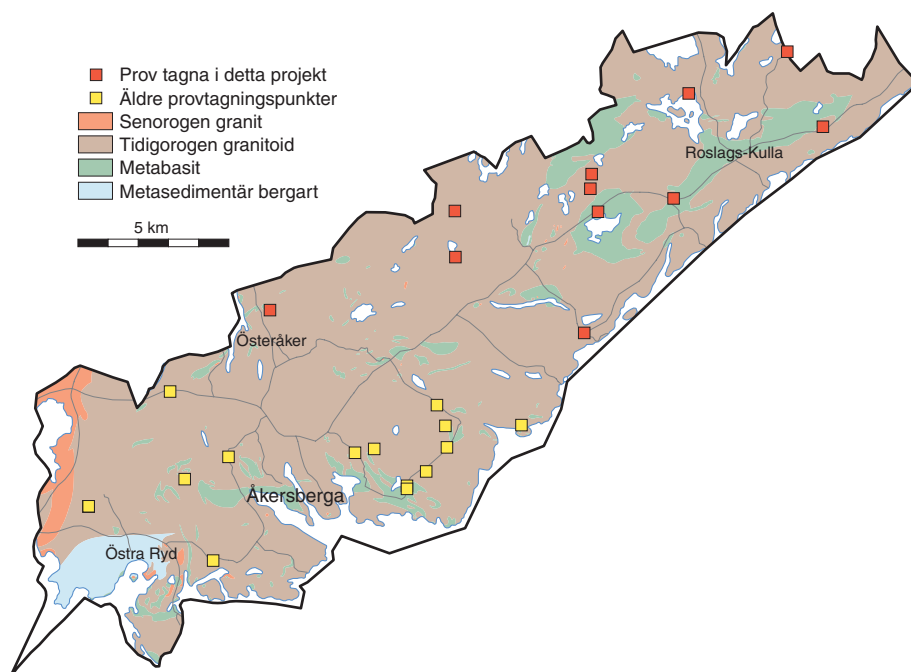 Prov tagna i detta projekt
Äldre provtagningspunkter
Senorogen granit
Tidigorogen granitoid
Metabasit
Metasedimentär bergart
5 km
Roslags-Kulla
Österåker
Åkersberga
Östra Ryd